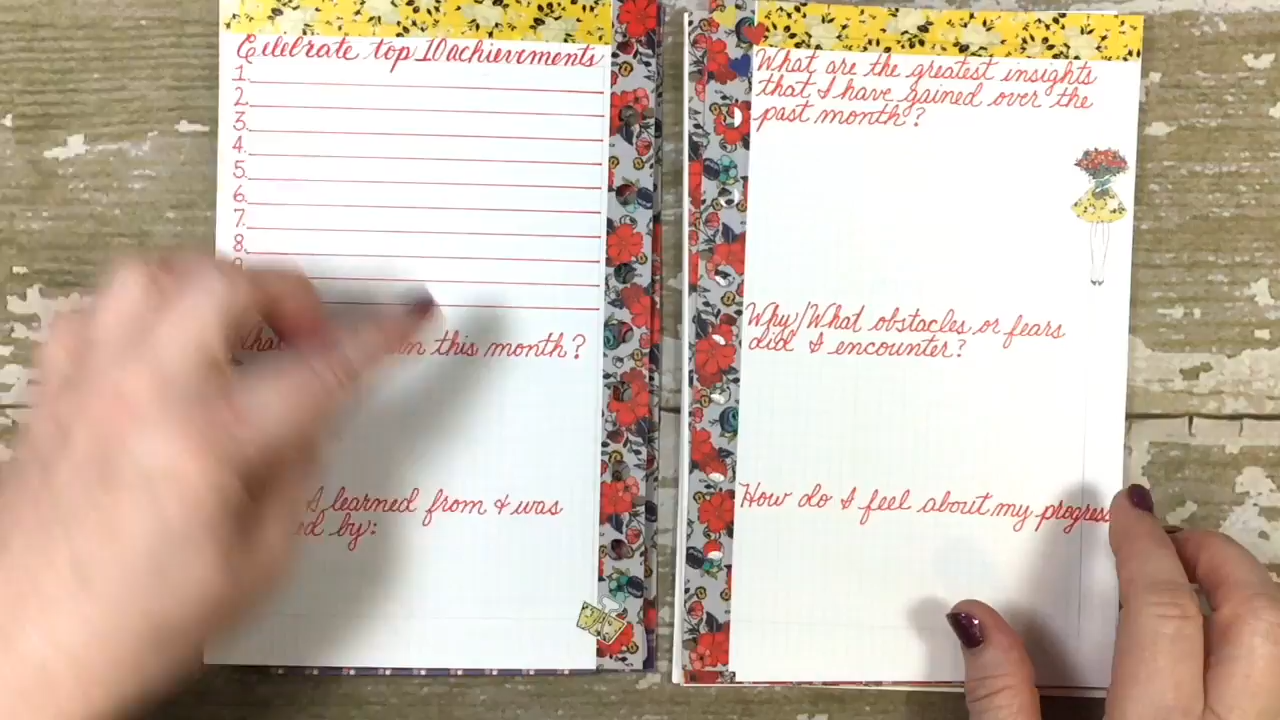 Celebrate top 10 achievements
1.
2.
3.
4.
5.
6.
7.
8.
this month?
I learned from & was
by:
What are the greatest insights
that I have gained over the
past month?
Why/What obstacles or fears
did I encounter?
How do I feel about my progress